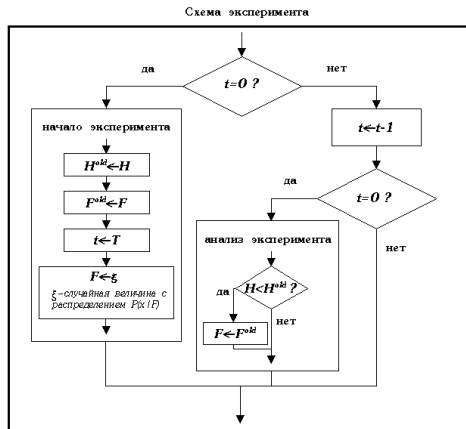 Схема эксперимента
да
нет
t=0 ?
начало эксперимента
H^old←H
F^old←F
t←T
F←ξ
ξ-случайная величина с
распределением P(x / F)
t←t-1
да
t=0 ?
нет
анализ эксперимента
H<H^old ?
да
нет
F←F^old